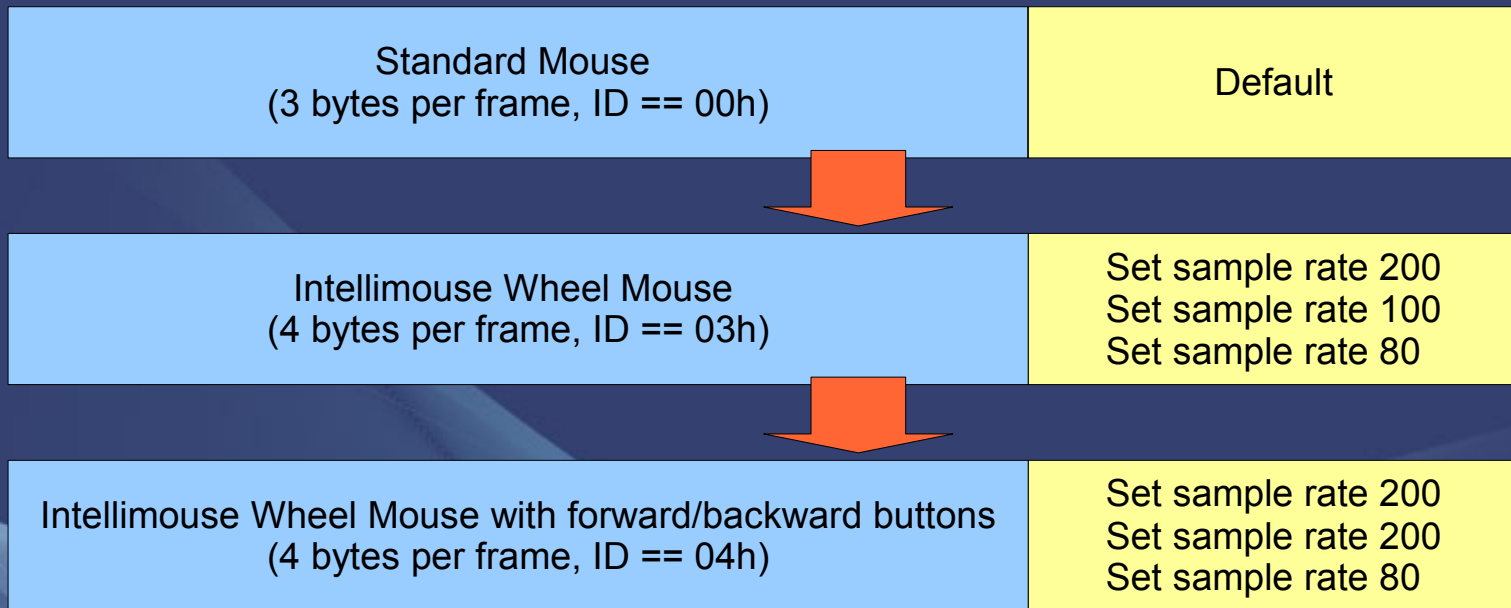 Standard Mouse
(3 bytes per frame, ID == 00h)
Default
Intellimouse Wheel Mouse
(4 bytes per frame, ID == 03h)
Set sample rate 200
Set sample rate 100
Set sample rate 80
Intellimouse Wheel Mouse with forward/backward buttons
(4 bytes per frame, ID == 04h)
Set sample rate 200
Set sample rate 200
Set sample rate 80